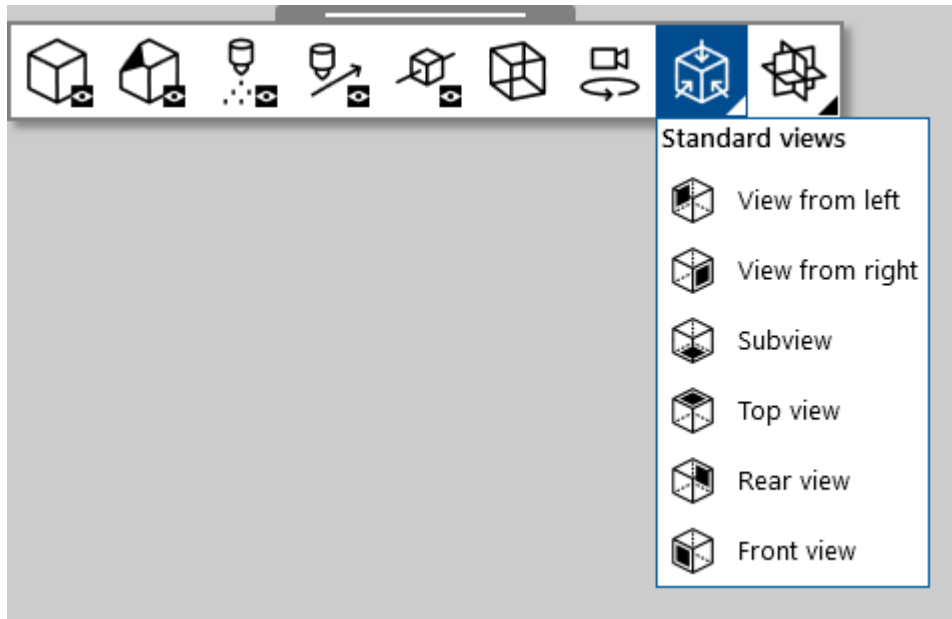 Standard views
View from left
View from right
Subview
Top view
Rear view
Front view